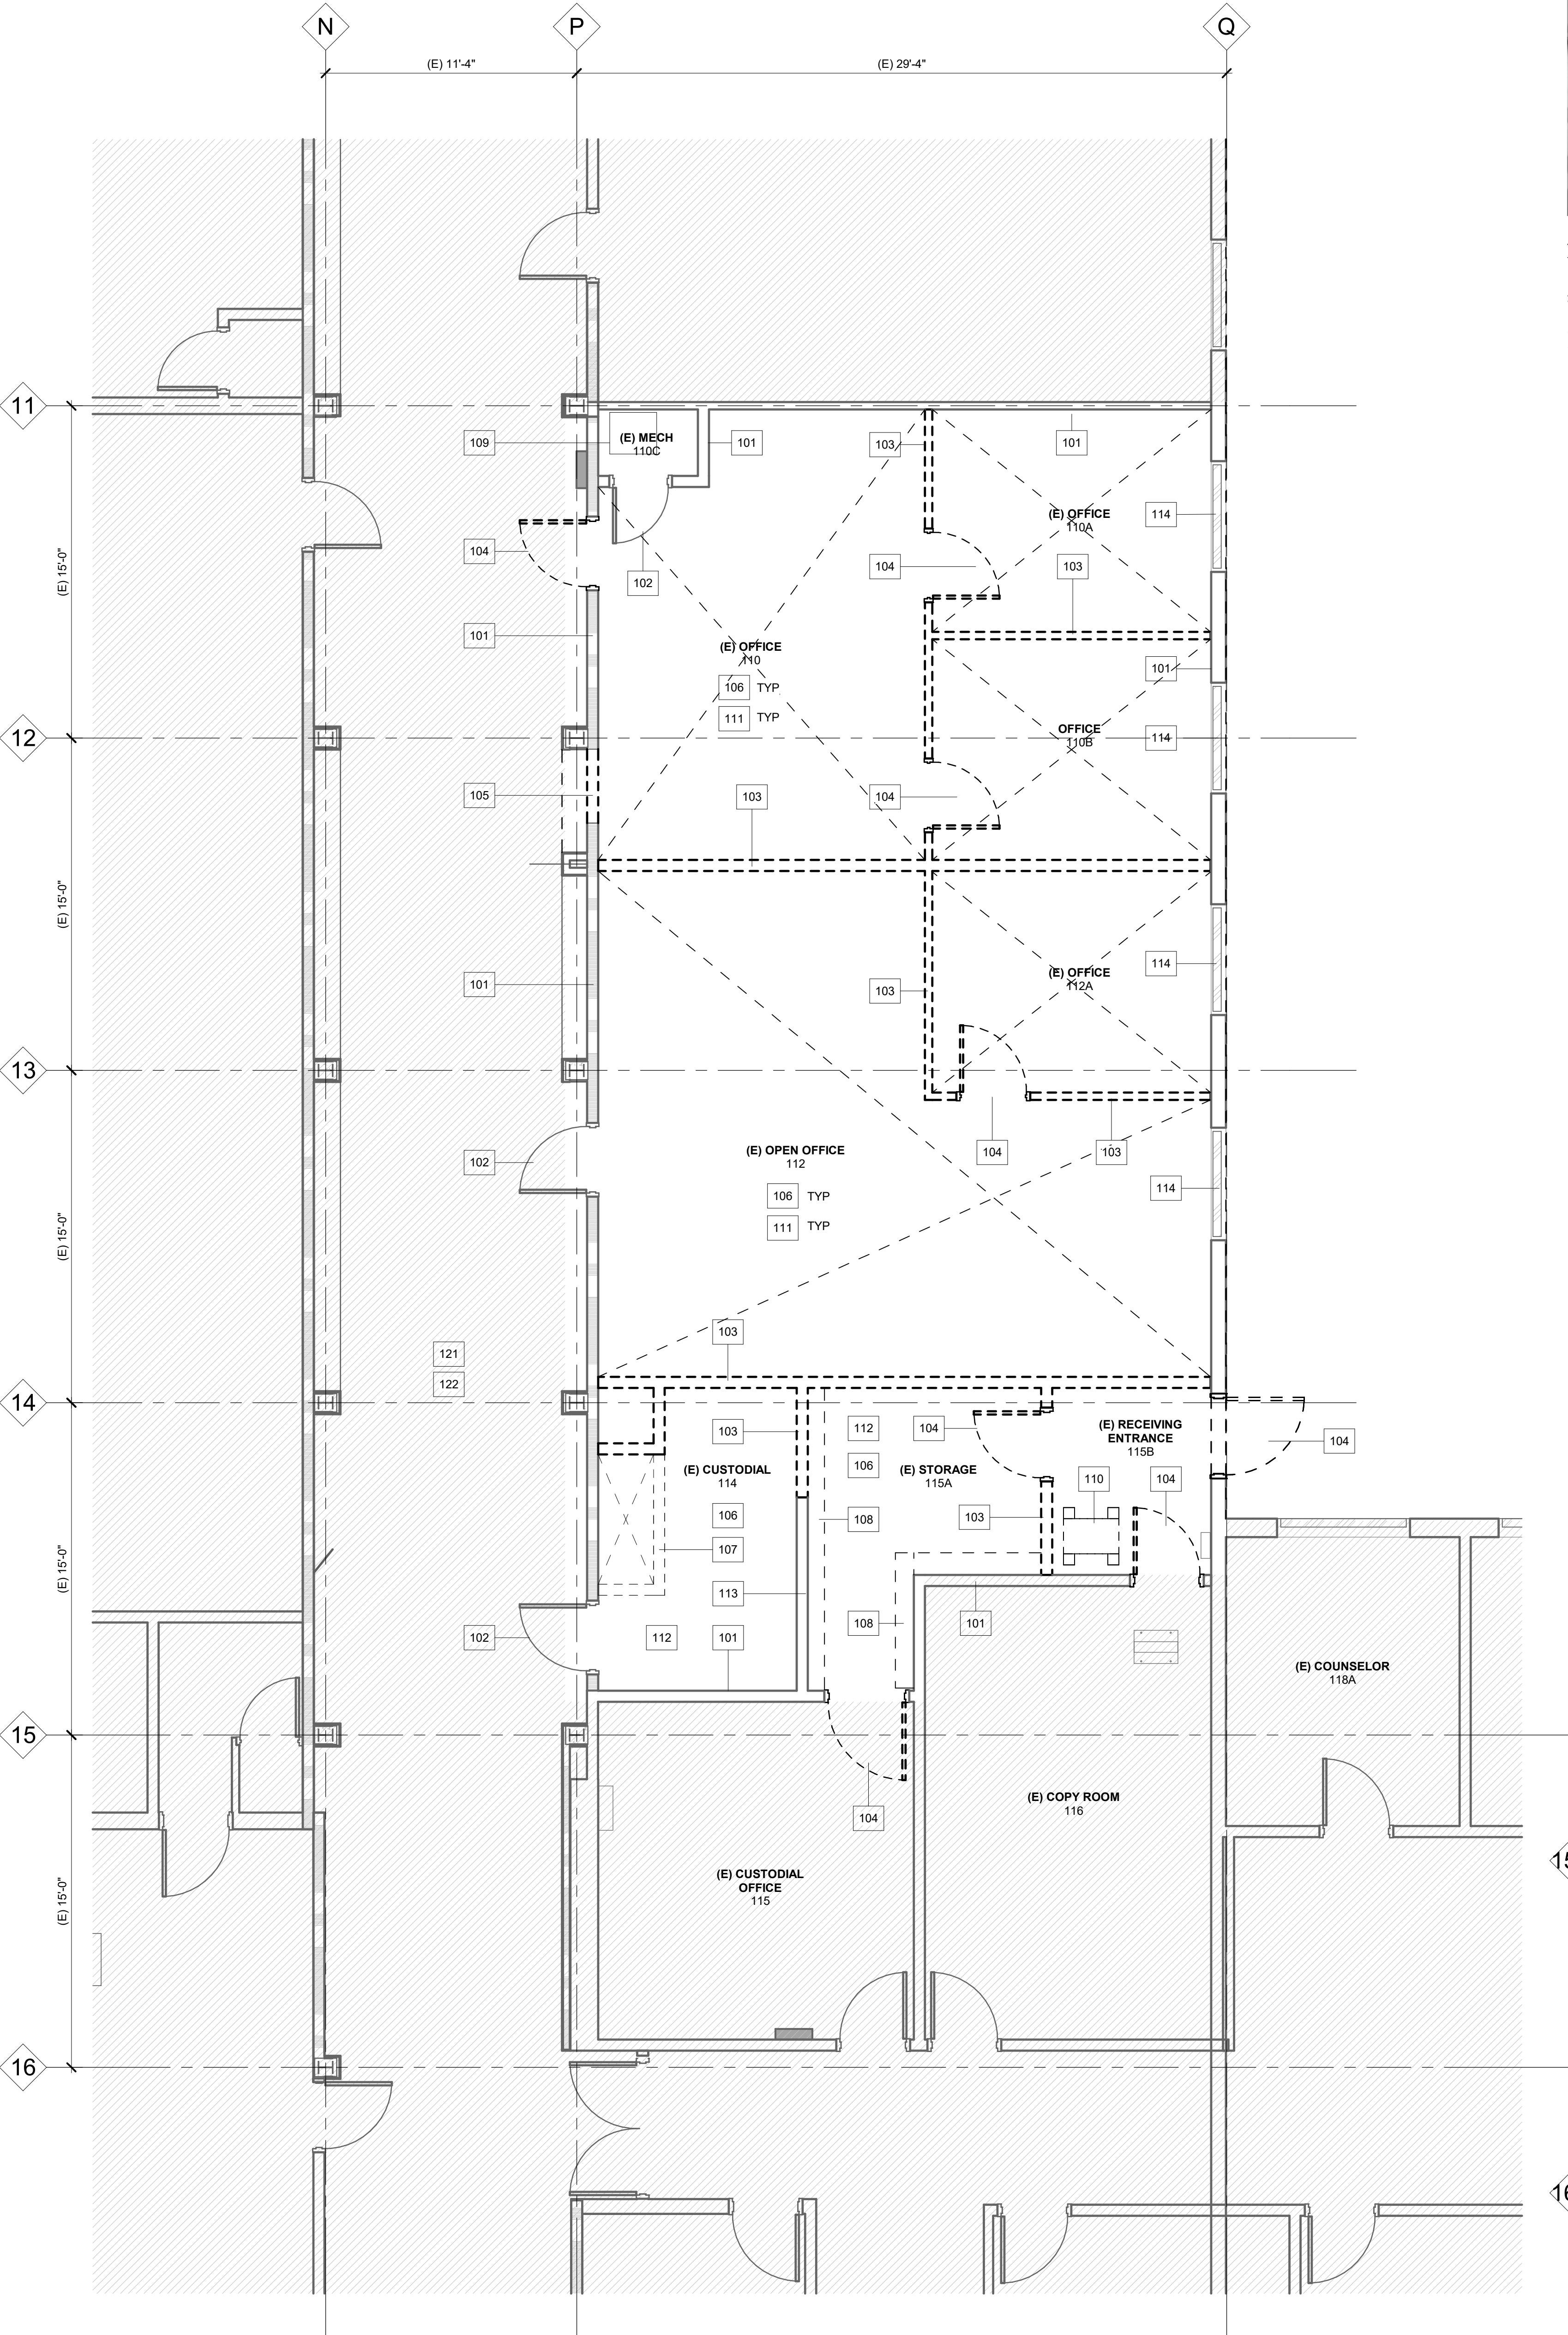 N
P
Q
(E) 11'-4"
(E) 29'-4"
11
109
(E) MECH
110C
101
103
101
(E) OFFICE
110A
114
104
102
104
103
(E) 15'-0"
101
(E) OFFICE
110
106 TYP
111 TYP
101
12
OFFICE
110B
114
105
103
104
(E) 15'-0"
101
103
(E) OFFICE
112A
114
13
102
(E) OPEN OFFICE
112
104
103
106 TYP
111 TYP
114
(E) 15'-0"
103
121
122
14
103
112
104
(E) RECEIVING
ENTRANCE
115B
104
(E) CUSTODIAL
114
106
(E) STORAGE
115A
110
104
106
108
103
107
(E) 15'-0"
113
108
101
102
112
101
(E) COUNSELOR
118A
15
(E) COPY ROOM
116
104
(E) CUSTODIAL
OFFICE
115
15
(E) 15'-0"
16
16